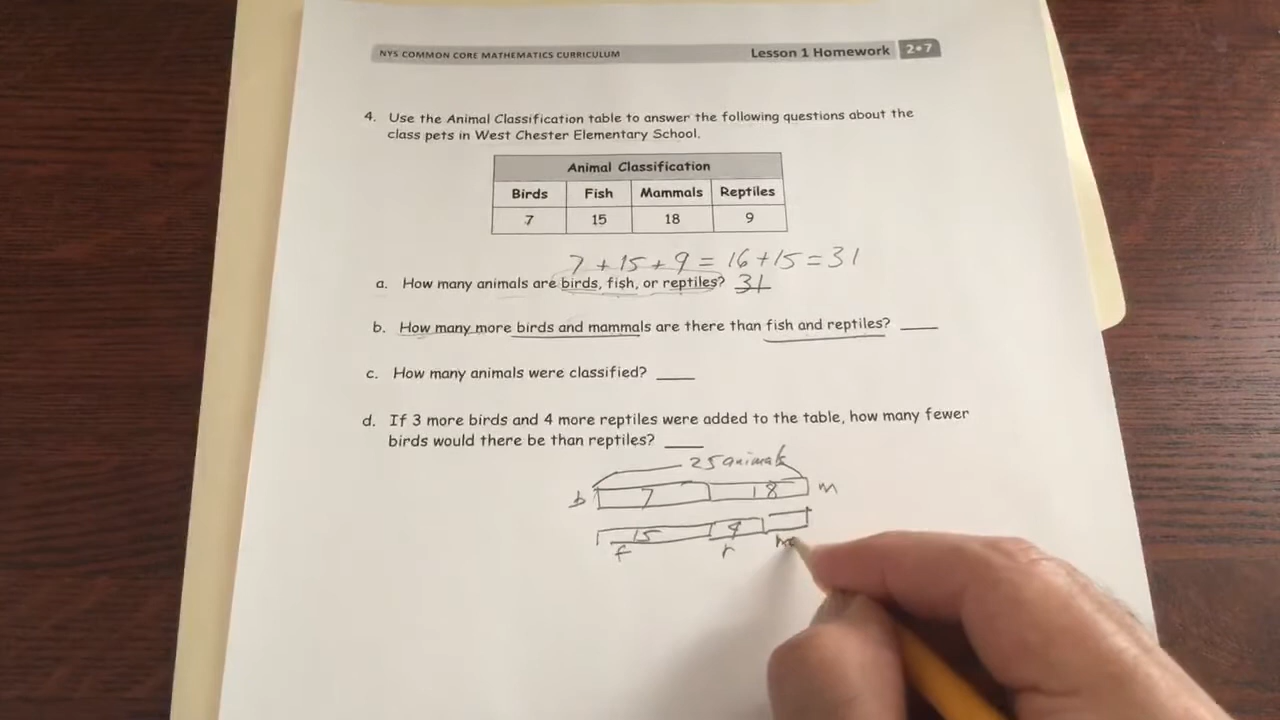 NYS COMMON CORE MATHEMATICS CURRICULUM Lesson 1 Homework 2•7
4. Use the Animal Classification table to answer the following questions about the
class pets in West Chester Elementary School.
Animal Classification
Birds Fish Mammals Reptiles
7 15 18 9
7 + 15 + 9 = 16 + 15 = 31
a. How many animals are birds, fish, or reptiles? 31
b. How many more birds and mammals are there than fish and reptiles? ____
c. How many animals were classified? ____
d. If 3 more birds and 4 more reptiles were added to the table, how many fewer
birds would there be than reptiles? ____
25 animals
b 7 18 m
15 9
f r